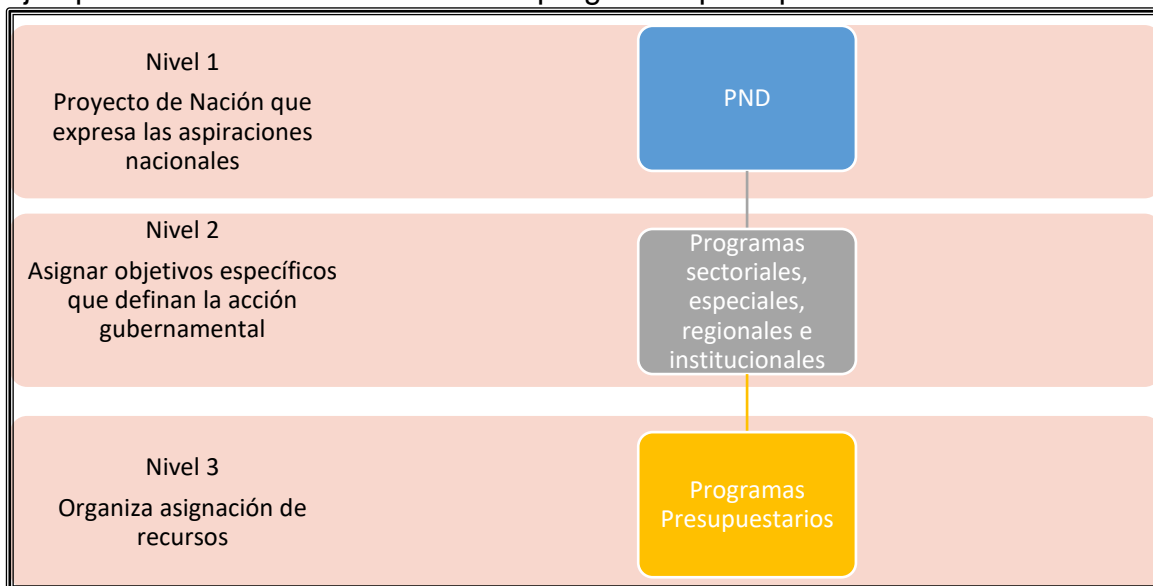 Nivel 1
Proyecto de Nación que
expresa las aspiraciones
nacionales
PND
Nivel 2
Asignar objetivos específicos
que definan la acción
gubernamental
Programas
sectoriales,
especiales,
regionales e
institucionales
Nivel 3
Organiza asignación de
recursos
Programas
Presupuestarios